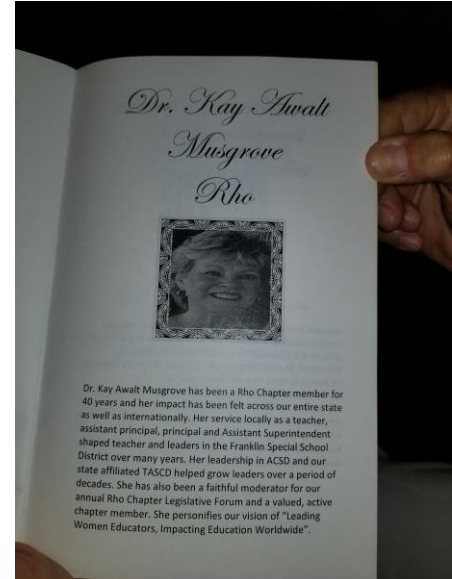 Dr. Kay Awalt
Musgrove
Rho
Dr. Kay Awalt Musgrove has been a Rho Chapter member for
40 years and her impact has been felt across our entire state
as well as internationally. Her service locally as a teacher,
assistant principal, principal and Assistant Superintendent
shaped teacher and leaders in the Franklin Special School
District over many years. Her leadership in ACSD and our
state affiliated TASCD helped grow leaders over a period of
decades. She has also been a faithful moderator for our
annual Rho Chapter Legislative Forum and a valued, active
chapter member. She personifies our vision of "Leading
Women Educators, Impacting Education Worldwide".